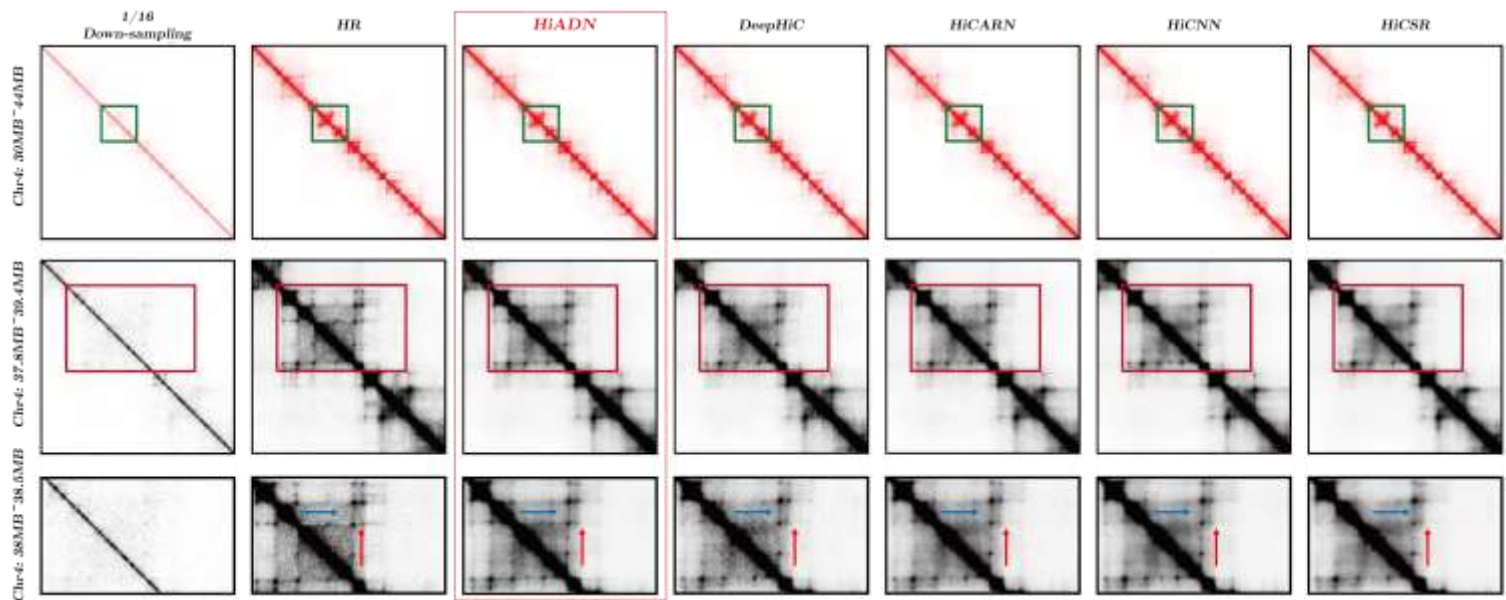 1/16
Down-sampling
HR
HiADN
DeepHiC
HiCARN
HiCNN
HiCSR
Chr4: 30MB~44MB
Chr4: 37.8MB~39.4MB
Chr4: 38MB~38.5MB